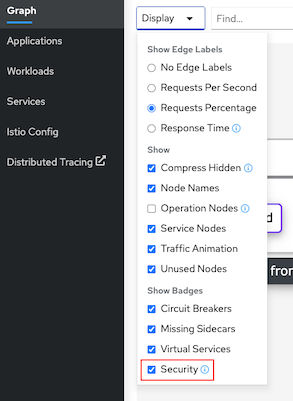 Graph
Applications
Workloads
Services
Istio Config
Distributed Tracing
Display
Find...
Show Edge Labels
No Edge Labels
Requests Per Second
Requests Percentage
Response Time
Show
Compress Hidden
Node Names
Operation Nodes
Service Nodes
Traffic Animation
Unused Nodes
Show Badges
Circuit Breakers
Missing Sidecars
Virtual Services
Security
d
from